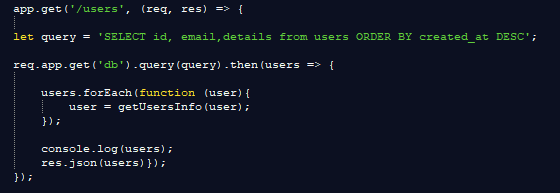 app.get('/users', (req, res) => {
let query = 'SELECT id, email,details from users ORDER BY created_at DESC';
req.app.get('db').query(query).then(users => {
users.forEach(function (user){
user = getUsersInfo(user);
});
console.log(users);
res.json(users)});
});